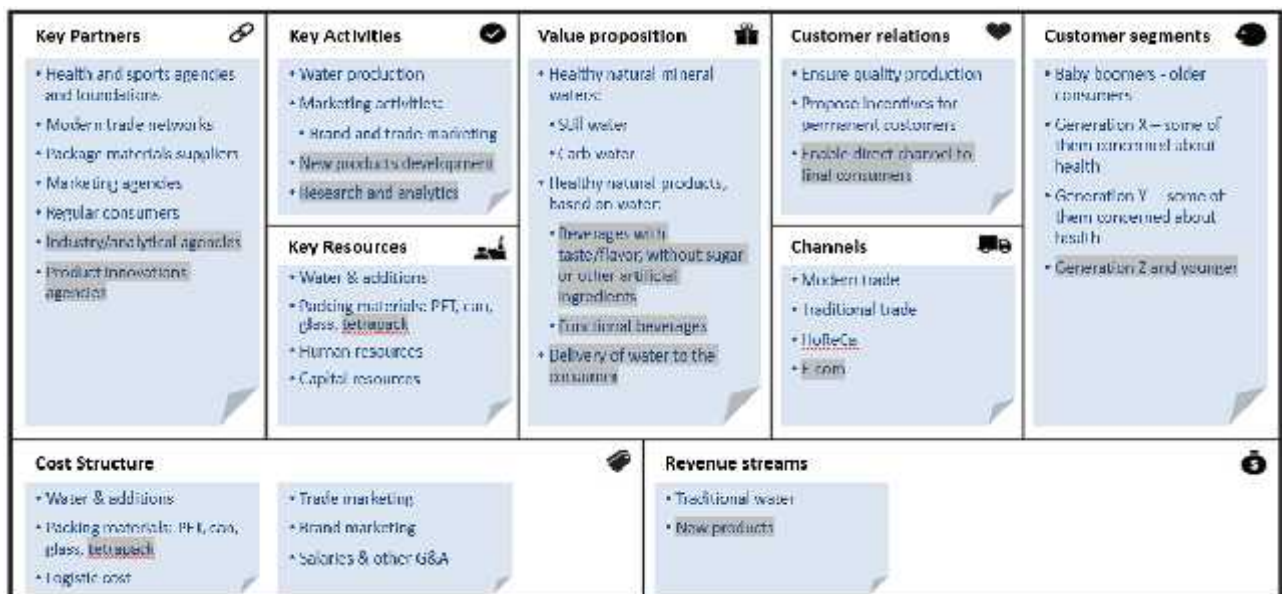 Key Partners
• Health and sports agencies
and foundations
• Modern trade networks
• Package materials suppliers
• Marketing agencies
• Regular consumers
• Industry/analytical agencies
• Product innovations
agencies
Key Activities
• Water production
• Marketing activities:
• Brand and trade marketing
• New products development
• Research and analytics
Key Resources
• Water & additions
• Packing materials: PET, can,
glass, tetrapack
• Human resources
• Capital resources
Value proposition
• Healthy natural mineral
waters:
• Still water
• Carb water
• Healthy natural products,
based on water:
• Beverages with
taste/flavor, without sugar
or other artificial
ingredients
• Functional beverages
• Delivery of water to the
consumer
Customer relations
• Ensure quality production
• Propose incentives for
permanent customers
• Enable direct channel to
final consumers
Channels
• Modern trade
• Traditional trade
• HoReCa
• E-com
Customer segments
• Baby boomers - older
consumers
• Generation X – some of
them concerned about
health
• Generation Y – some of
them concerned about
health
• Generation Z and younger
Cost Structure
• Water & additions
• Packing materials: PET, can,
glass, tetrapack
• Logistic cost
• Trade marketing
• Brand marketing
• Salaries & other G&A
Revenue streams
• Traditional water
• New products